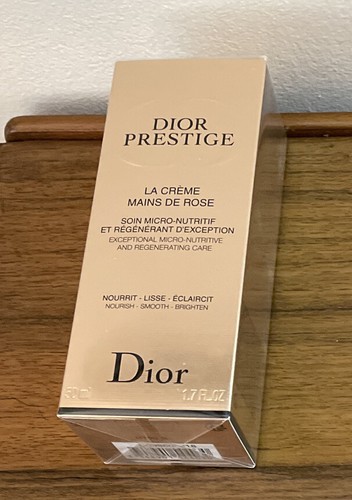 DIOR
PRESTIGE
LA CRÈME
MAINS DE ROSE
SOIN MICRO-NUTRITIF
ET RÉGÉNÉRANT D'EXCEPTION
EXCEPTIONAL MICRO-NUTRITIVE
AND REGENERATING CARE
NOURRIT - LISSE - ÉCLAIRCIT
NOURISH - SMOOTH - BRIGHTEN
Dior
50ml 1.7 FL.OZ